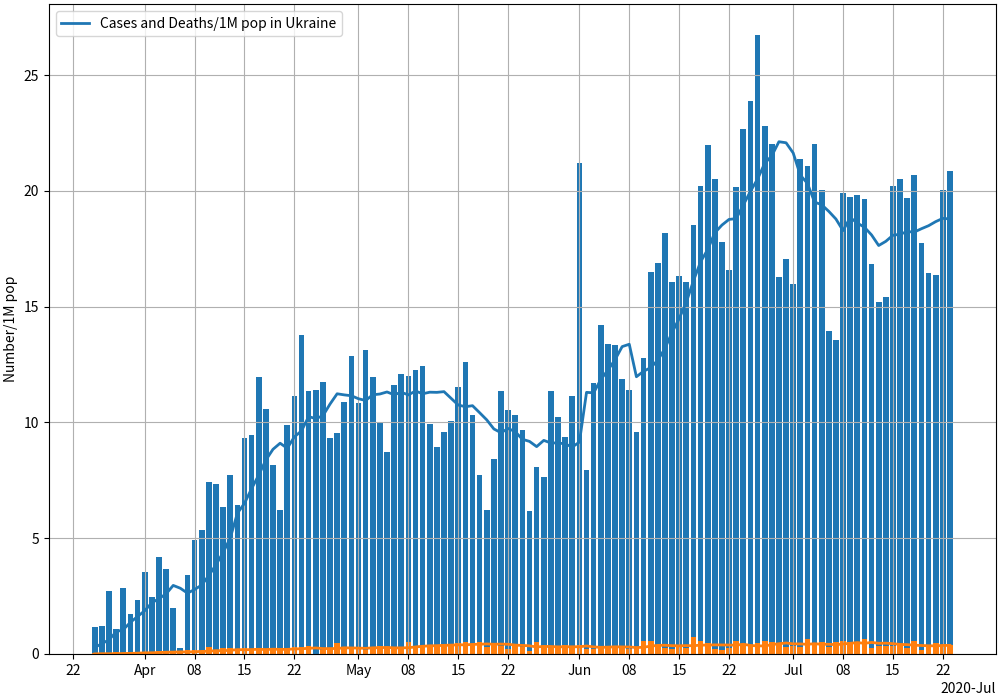 Cases and Deaths/1M pop in Ukraine
Number/1M pop
25
20
15
10
5
0
22 Apr 08 15 22 May 08 15 22 Jun 08 15 22 Jul 08 15 22
2020-Jul